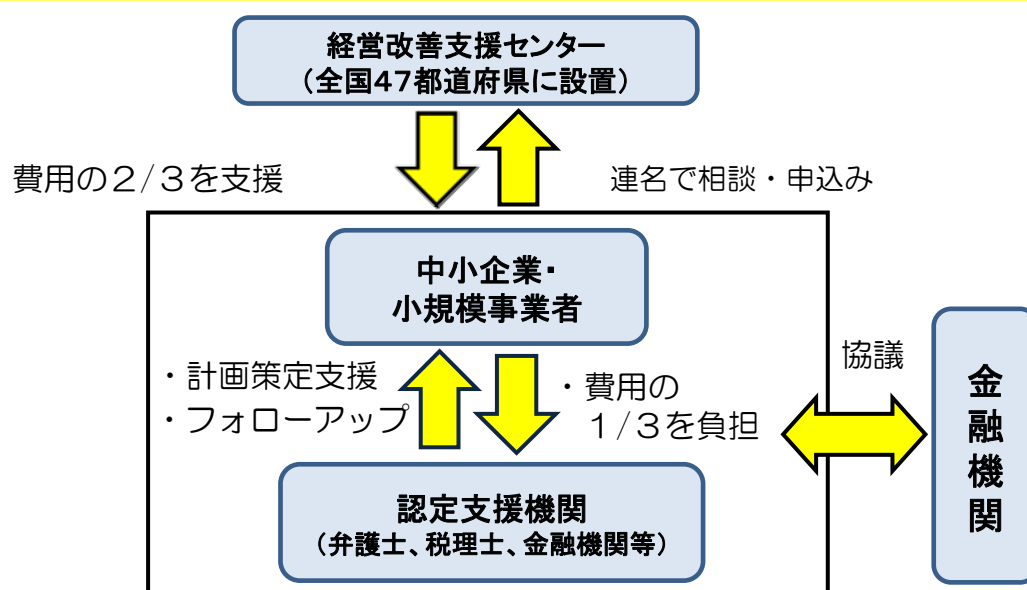 経営改善支援センター
（全国47都道府県に設置）
費用の２/３を支援
連名で相談・申込み
中小企業・
小規模事業者
・計画策定支援
・フォローアップ
・費用の
１/３を負担
協議
金融機関
認定支援機関
（弁護士、税理士、金融機関等）